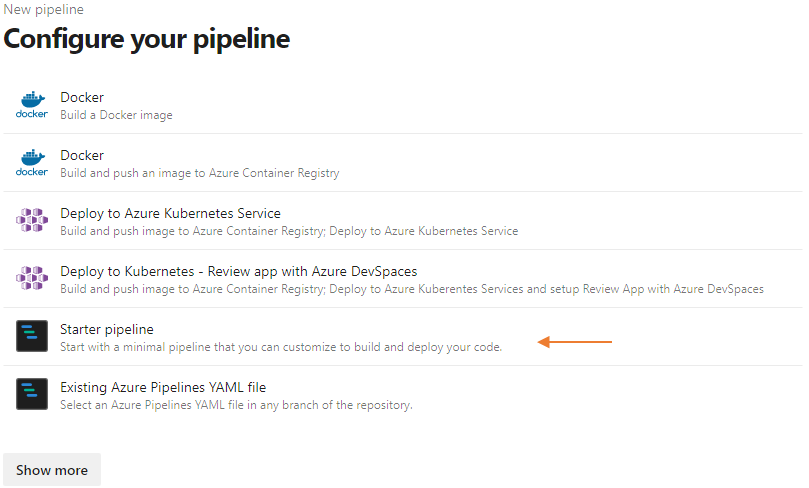 New pipeline
Configure your pipeline
Docker
docker
Build a Docker image
Docker
docker
Build and push an image to Azure Container Registry
Deploy to Azure Kubernetes Service
Build and push image to Azure Container Registry; Deploy to Azure Kubernetes Service
Deploy to Kubernetes - Review app with Azure DevSpaces
Build and push image to Azure Container Registry; Deploy to Azure Kuberentes Services and setup Review App with Azure DevSpaces
Starter pipeline
Start with a minimal pipeline that you can customize to build and deploy your code.
Existing Azure Pipelines YAML file
Select an Azure Pipelines YAML file in any branch of the repository.
Show more